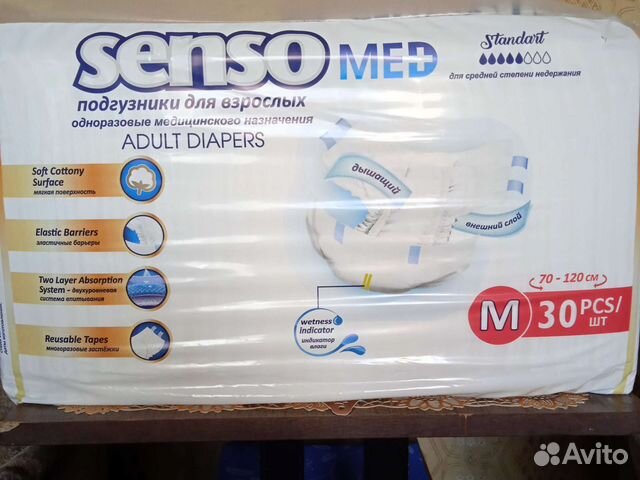 senso MED
Standart
для средней степени недержания
подгузники для взрослых
одноразовые медицинского назначения
ADULT DIAPERS
Soft Cottony
Surface
мягкая поверхность
дышащий
внешний слой
Elastic Barriers
эластичные барьеры
Two Layer Absorption
System – двухуровневая
система впитывания
Reusable Tapes
многоразовые застёжки
wetness
indicator
индикатор
влаги
70 - 120 СМ
M 30 PCS/
ШТ
Avito